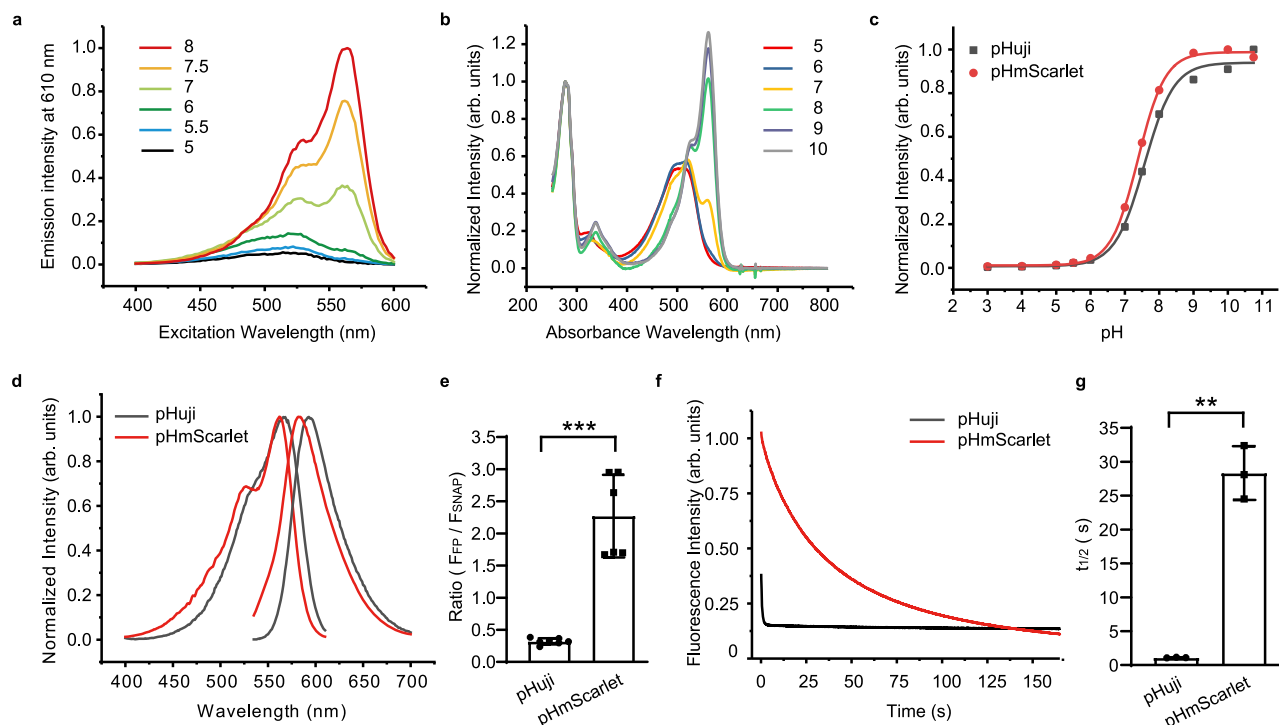 a
Emission intensity at 610 nm
1.0
0.8
0.6
0.4
0.2
0.0
8
7.5
7
6
5.5
5
400 450 500 550 600
Excitation Wavelength (nm)
b
Normalized Intensity (arb. units)
1.4
1.2
1.0
0.8
0.6
0.4
0.2
0.0
5
6
7
8
9
10
200 300 400 500 600 700 800
Absorbance Wavelength (nm)
c
Normalized Intensity (arb. units)
1.0
0.8
0.6
0.4
0.2
0.0
pHuji
pHmScarlet
2 3 4 5 6 7 8 9 10 11
pH
d
Normalized Intensity (arb. units)
1.0
0.8
0.6
0.4
0.2
0.0
pHuji
pHmScarlet
400 450 500 550 600 650 700
Wavelength (nm)
e
Ratio ( FFP / FSNAP)
3.5
3.0
2.5
2.0
1.5
1.0
0.5
0.0
***
pHuji
pHmScarlet
f
Fluorescence Intensity (arb. units)
1.00
0.75
0.50
0.25
0
pHuji
pHmScarlet
0 25 50 75 100 125 150
Time (s)
g
t1/2 ( s)
35
30
25
20
15
10
5
0
**
pHuji
pHmScarlet